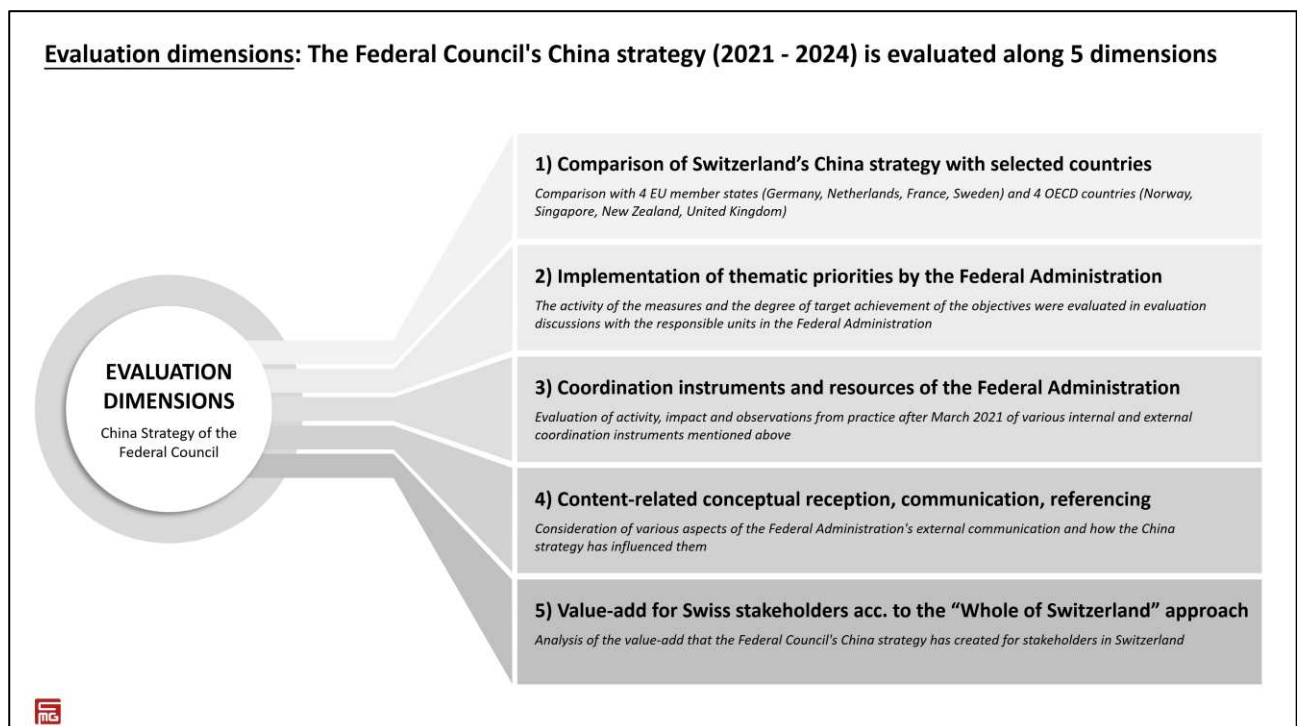 Evaluation dimensions: The Federal Council's China strategy (2021 - 2024) is evaluated along 5 dimensions
EVALUATION
DIMENSIONS
China Strategy of the
Federal Council
1) Comparison of Switzerland’s China strategy with selected countries
Comparison with 4 EU member states (Germany, Netherlands, France, Sweden) and 4 OECD countries (Norway,
Singapore, New Zealand, United Kingdom)
2) Implementation of thematic priorities by the Federal Administration
The activity of the measures and the degree of target achievement of the objectives were evaluated in evaluation
discussions with the responsible units in the Federal Administration
3) Coordination instruments and resources of the Federal Administration
Evaluation of activity, impact and observations from practice after March 2021 of various internal and external
coordination instruments mentioned above
4) Content-related conceptual reception, communication, referencing
Consideration of various aspects of the Federal Administration's external communication and how the China
strategy has influenced them
5) Value-add for Swiss stakeholders acc. to the “Whole of Switzerland” approach
Analysis of the value-add that the Federal Council's China strategy has created for stakeholders in Switzerland
MG